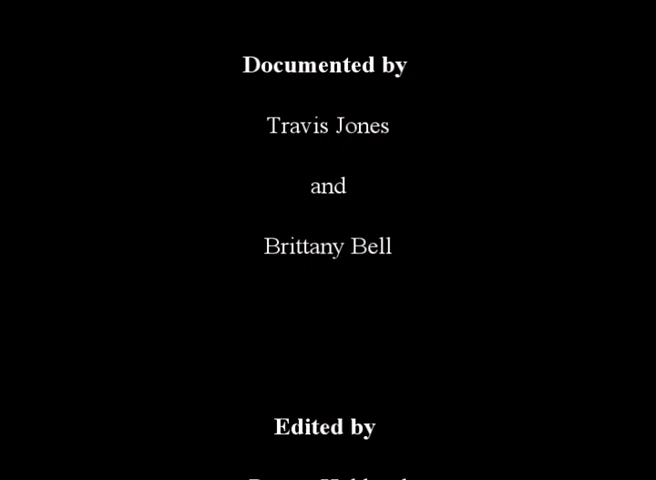 Documented by
Travis Jones
and
Brittany Bell
Edited by